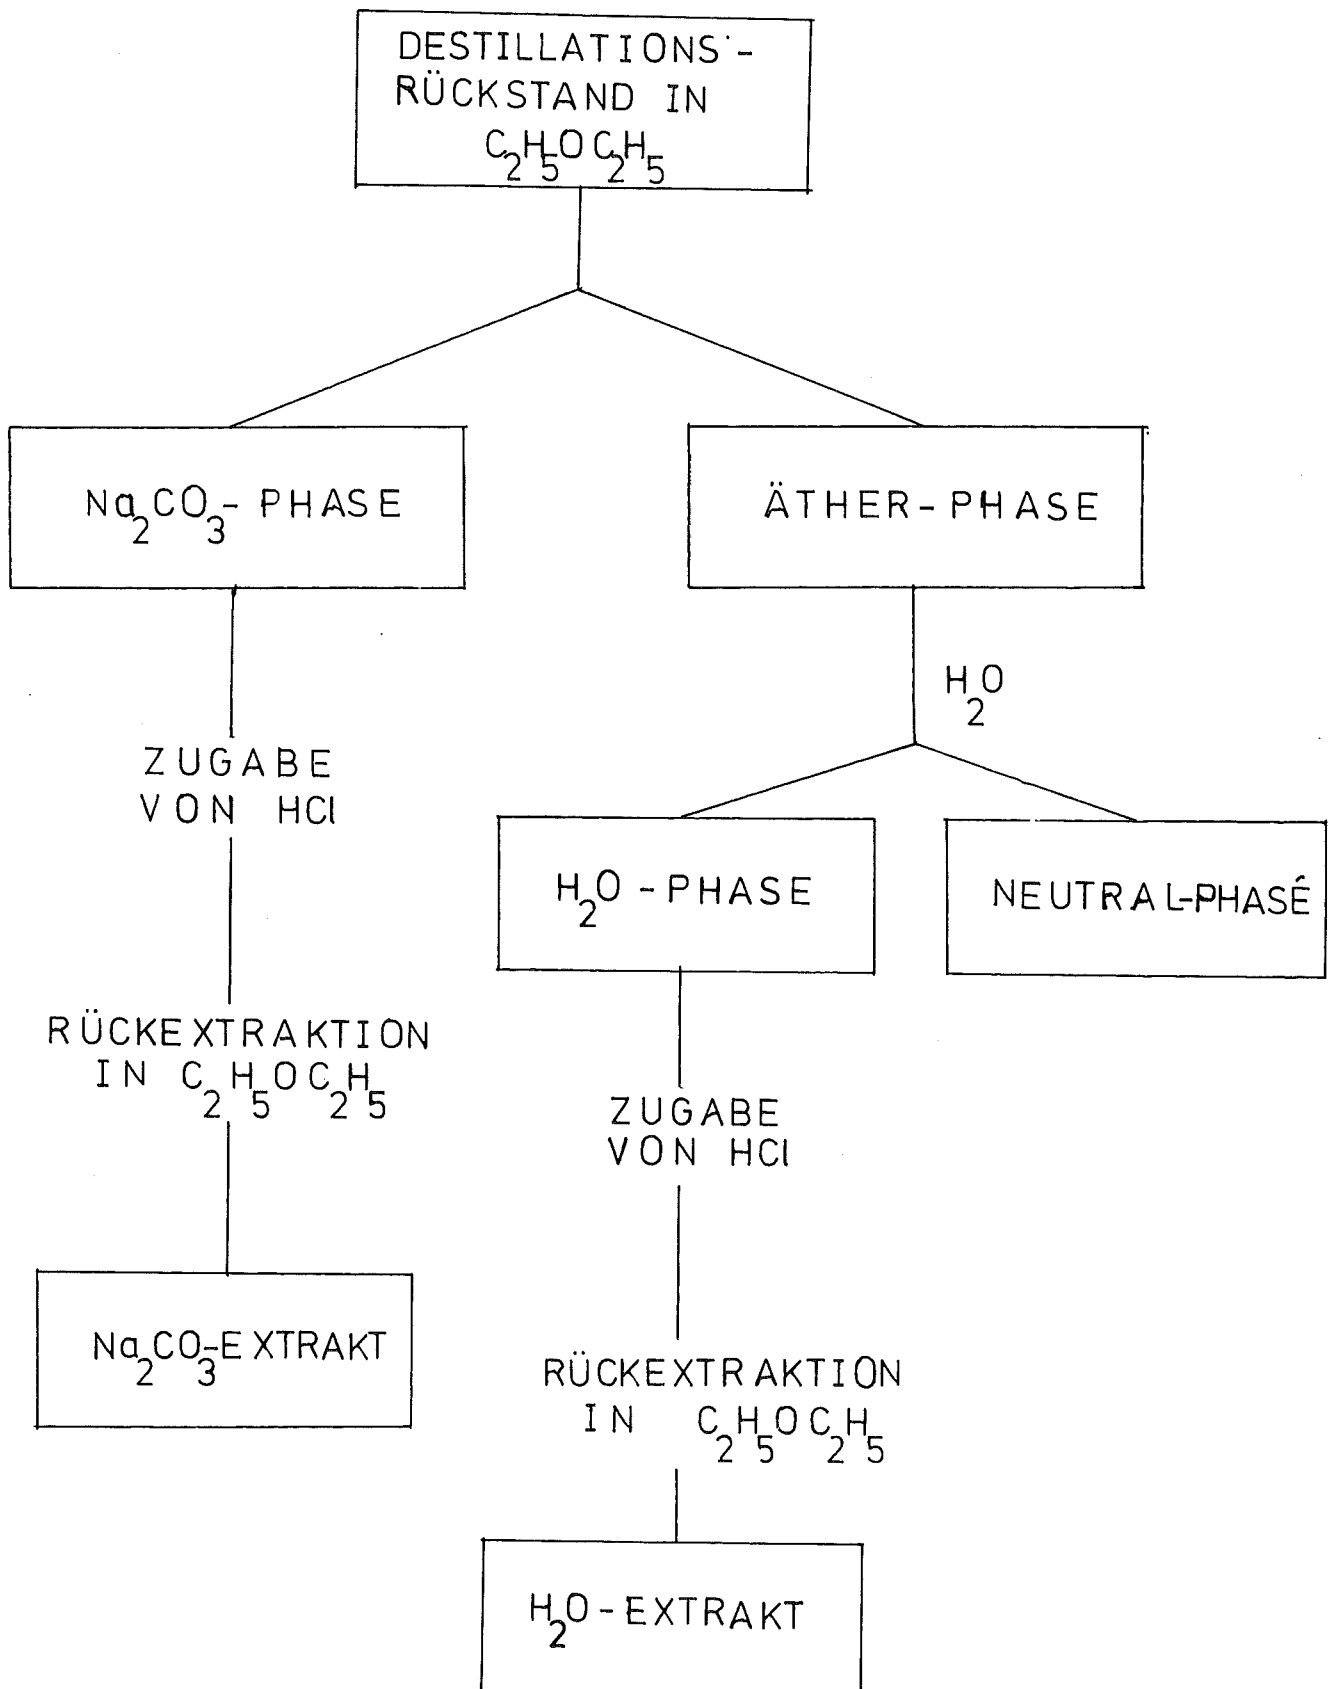 DESTILLATIONS-
RÜCKSTAND IN
C₂H₅OC₂H₅
Na₂CO₃- PHASE
ÄTHER-PHASE
H₂O
ZUGABE
VON HCl
H₂O-PHASE
NEUTRAL-PHASE
RÜCKEXTRAKTION
IN C₂H₅OC₂H₅
ZUGABE
VON HCl
Na₂CO₃-EXTRAKT
RÜCKEXTRAKTION
IN C₂H₅OC₂H₅
H₂O-EXTRAKT